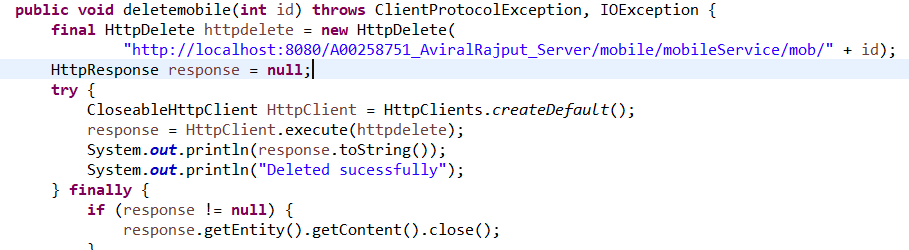 public void deletemobile(int id) throws ClientProtocolException, IOException {
final HttpDelete httpdelete = new HttpDelete(
"http://localhost:8080/A00258751_AviralRajput_Server/mobile/mobileService/mob/" + id);
HttpResponse response = null;
try {
CloseableHttpClient HttpClient = HttpClients.createDefault();
response = HttpClient.execute(httpdelete);
System.out.println(response.toString());
System.out.println("Deleted sucessfully");
} finally {
if (response != null) {
response.getEntity().getContent().close();
}